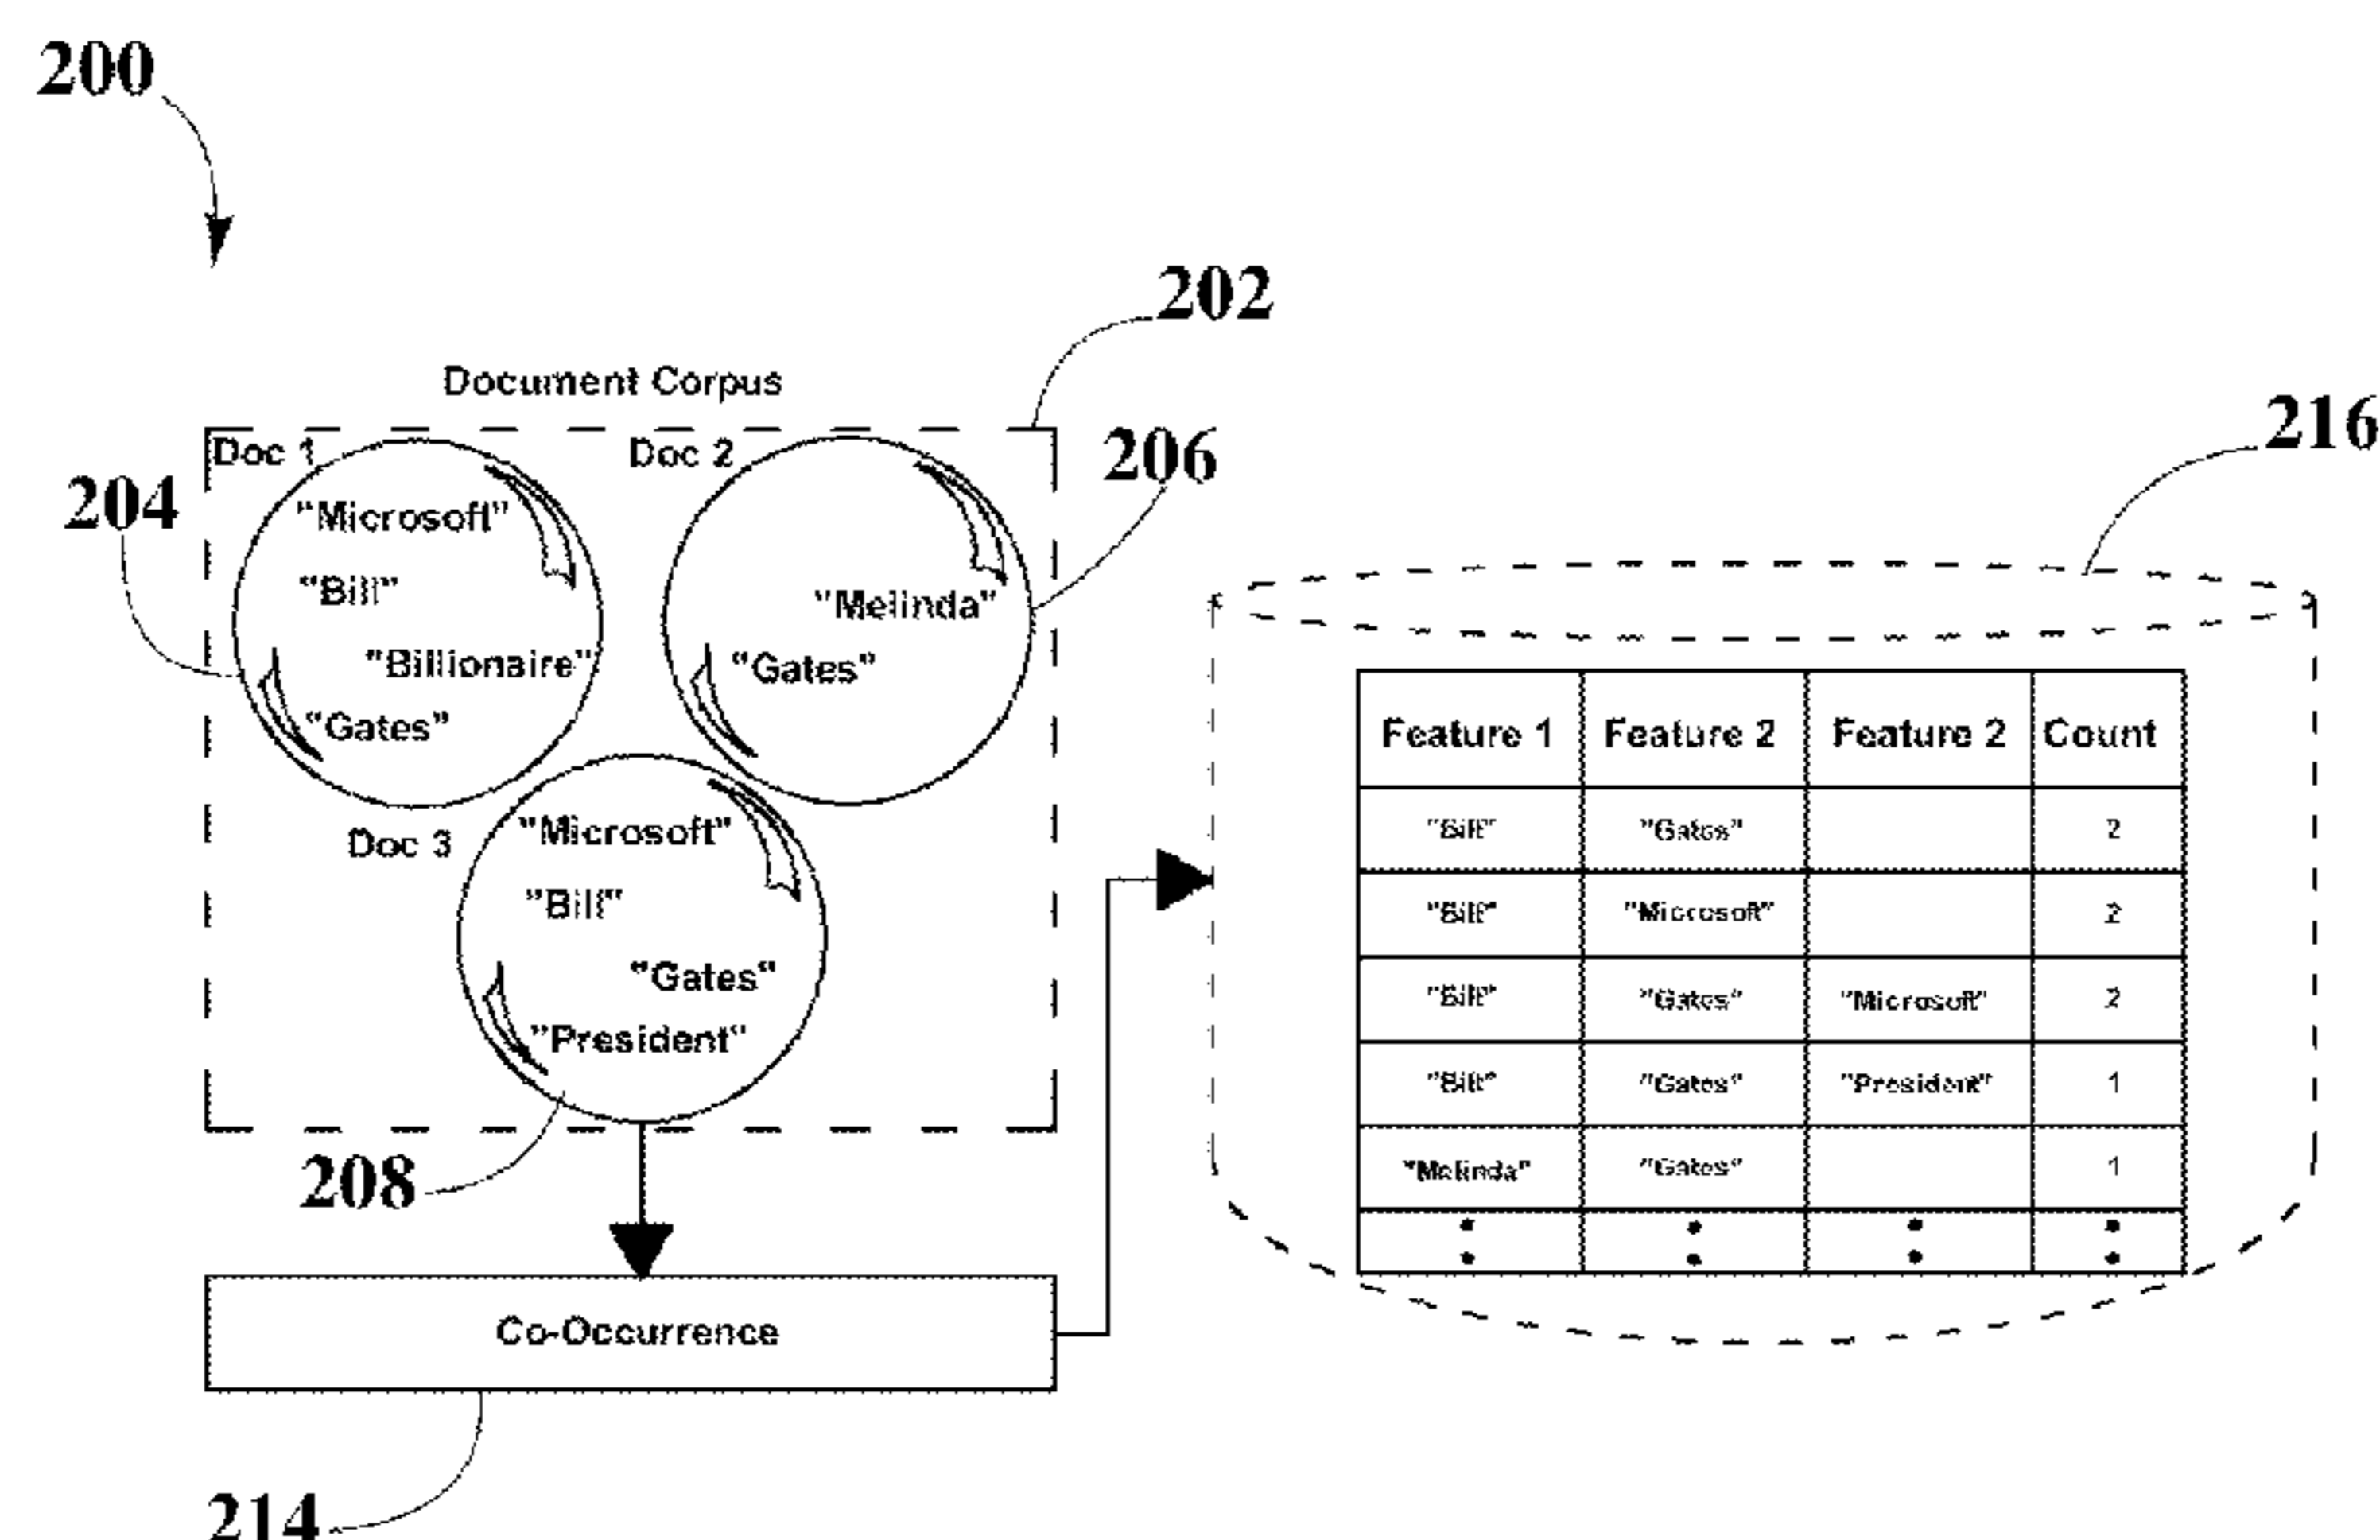 200
202
Document Corpus
216
206
Doc 1
Doc 2
204
"Microsoft"
"Bill"
"Billionaire"
"Gates"
"Melinda"
"Gates"
Doc 3
"Microsoft"
"Bill"
"Gates"
"President"
208
Co-Occurrence
214
Feature 1 Feature 2 Feature 2 Count
"Bill" "Gates" 2
"Bill" "Microsoft" 2
"Bill" "Gates" "Microsoft" 2
"Bill" "Gates" "President" 1
"Melinda" "Gates" 1